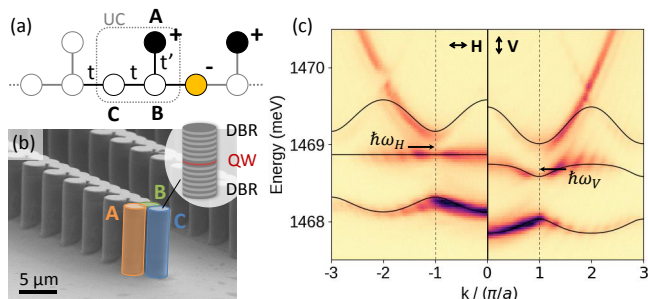 (a)
UC
A
+
+
t
t
t'
-
C
B
(b)
DBR
QW
DBR
A
B
C
5 μm
(c)
1470
1469
1468
Energy (meV)
↔ H
↕ V
ħω_H
ħω_V
-3 -2 -1 0 1 2 3
k / (π/a)